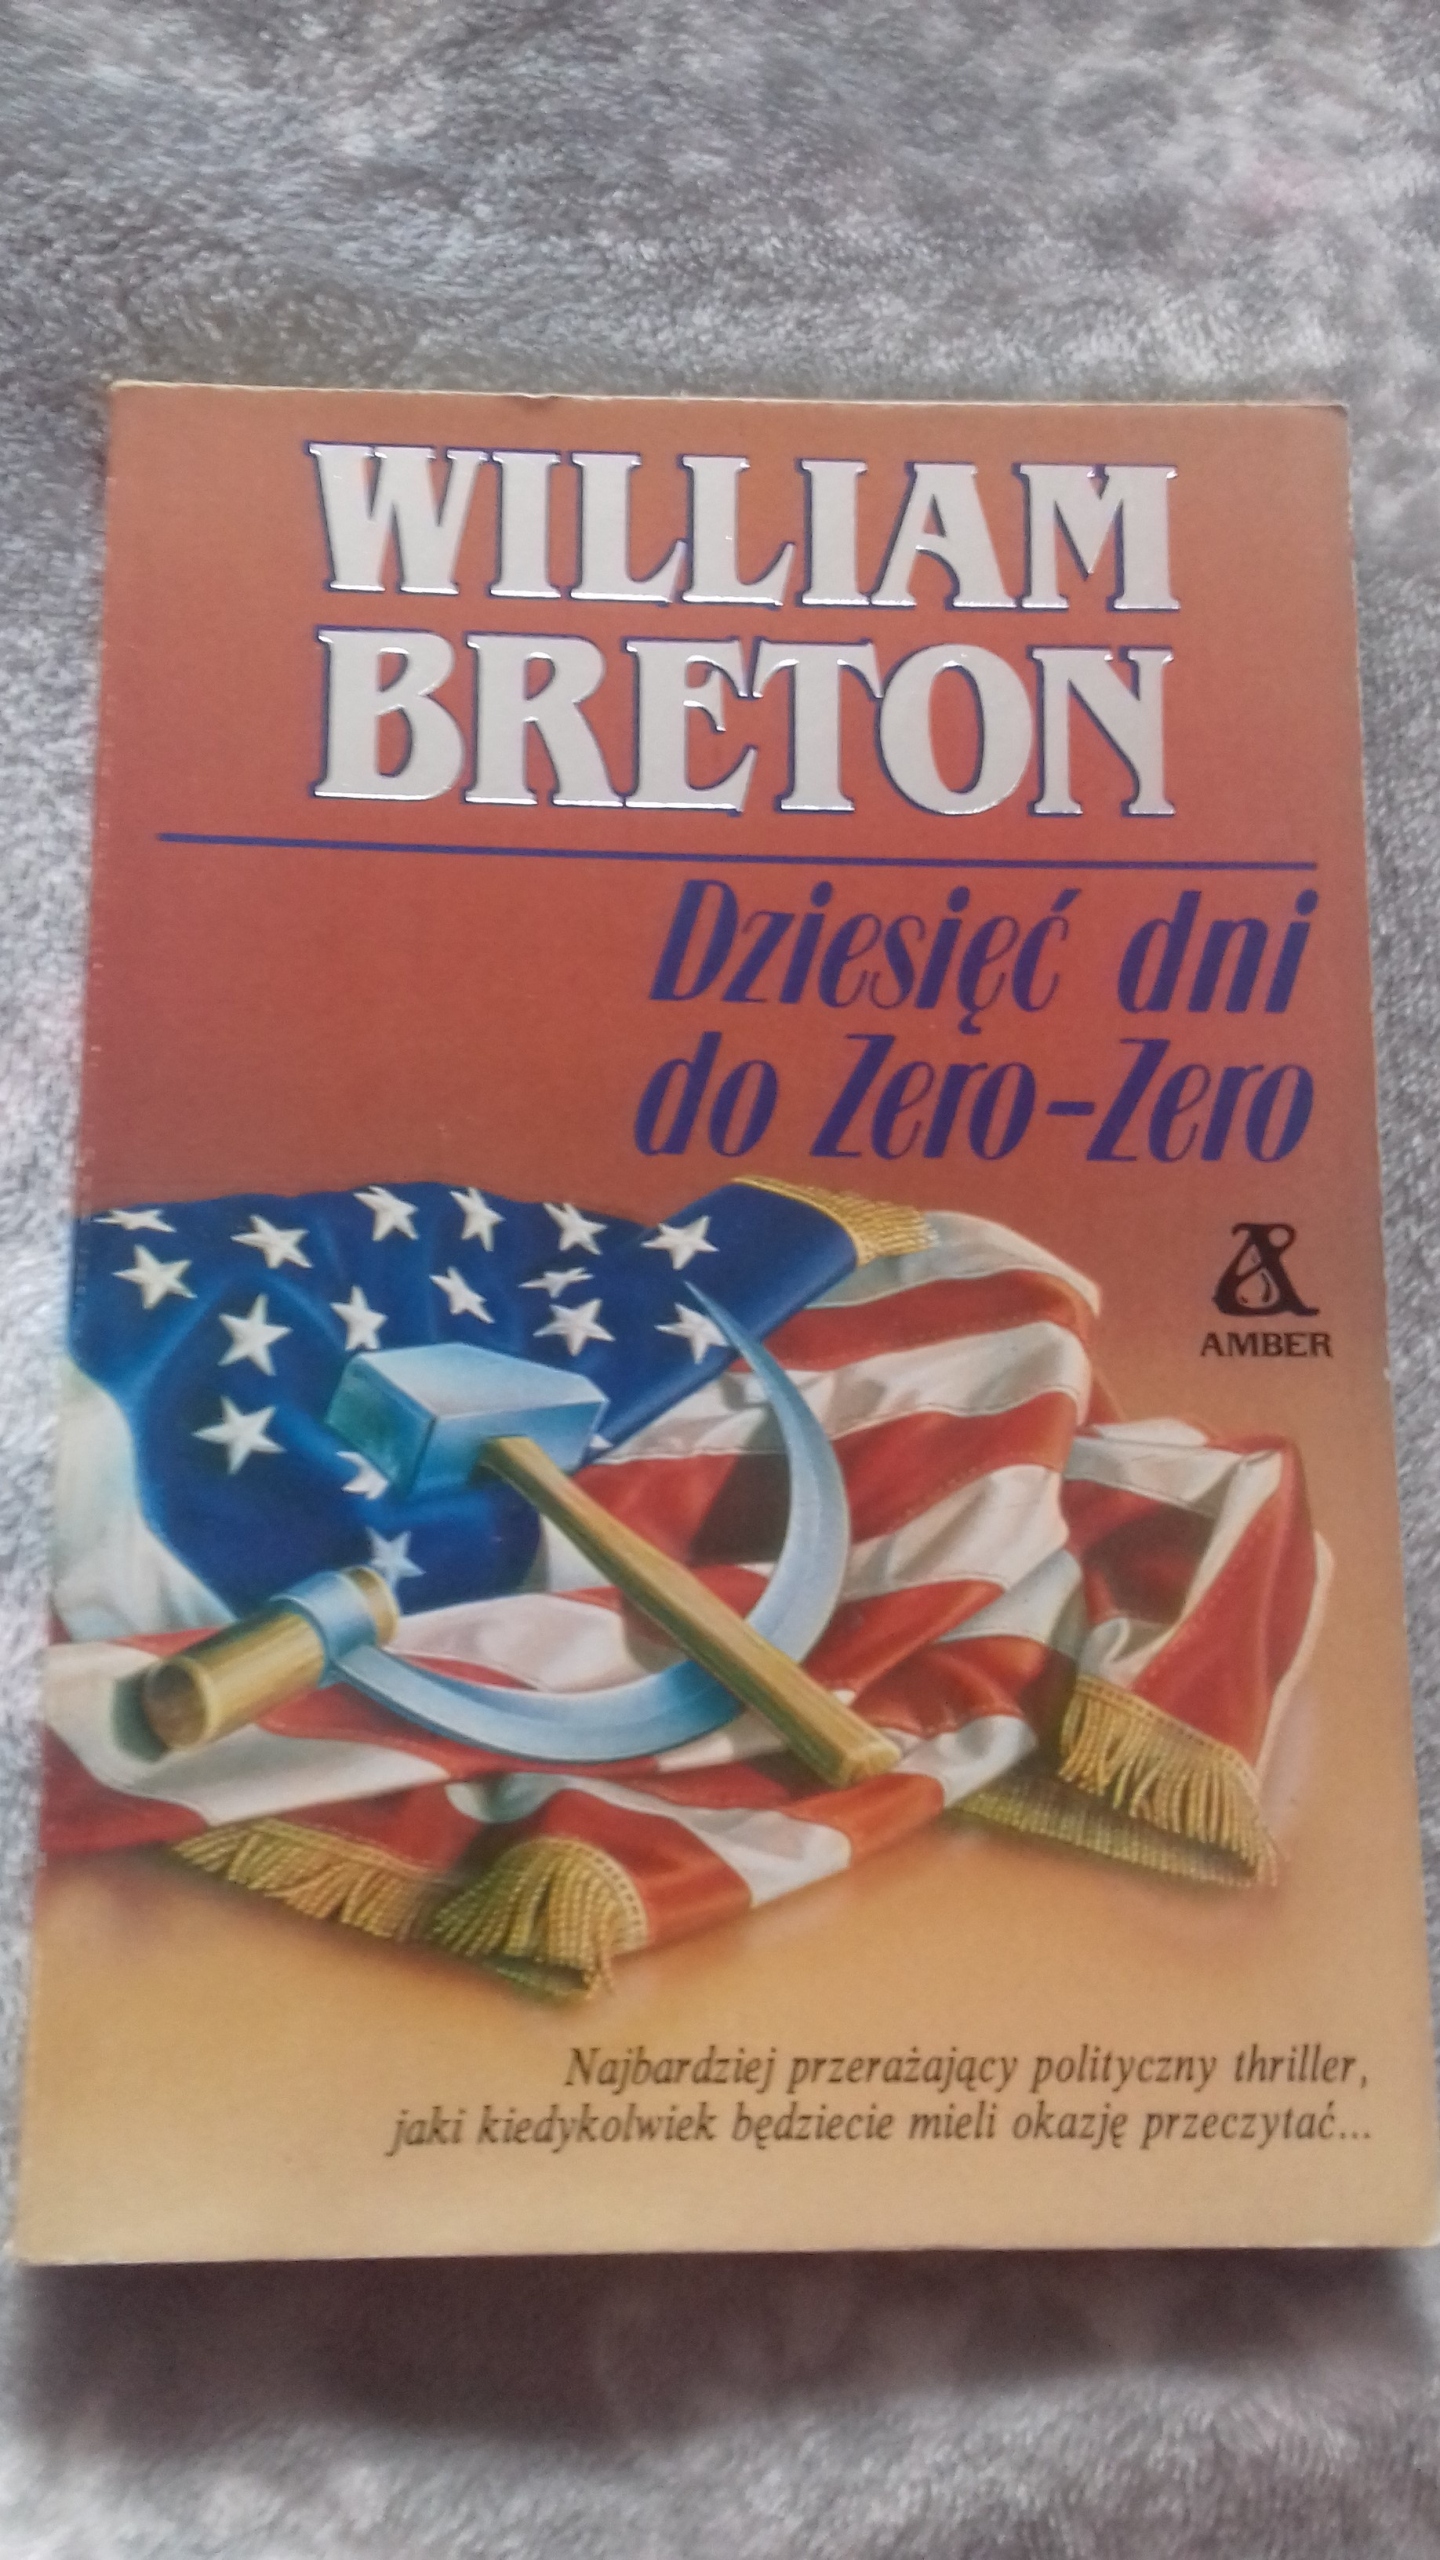 WILLIAM
BRETON
Dziesięć dni
do Zero-Zero
AMBER
Najbardziej przerażający polityczny thriller,
jaki kiedykolwiek będziecie mieli okazję przeczytać...